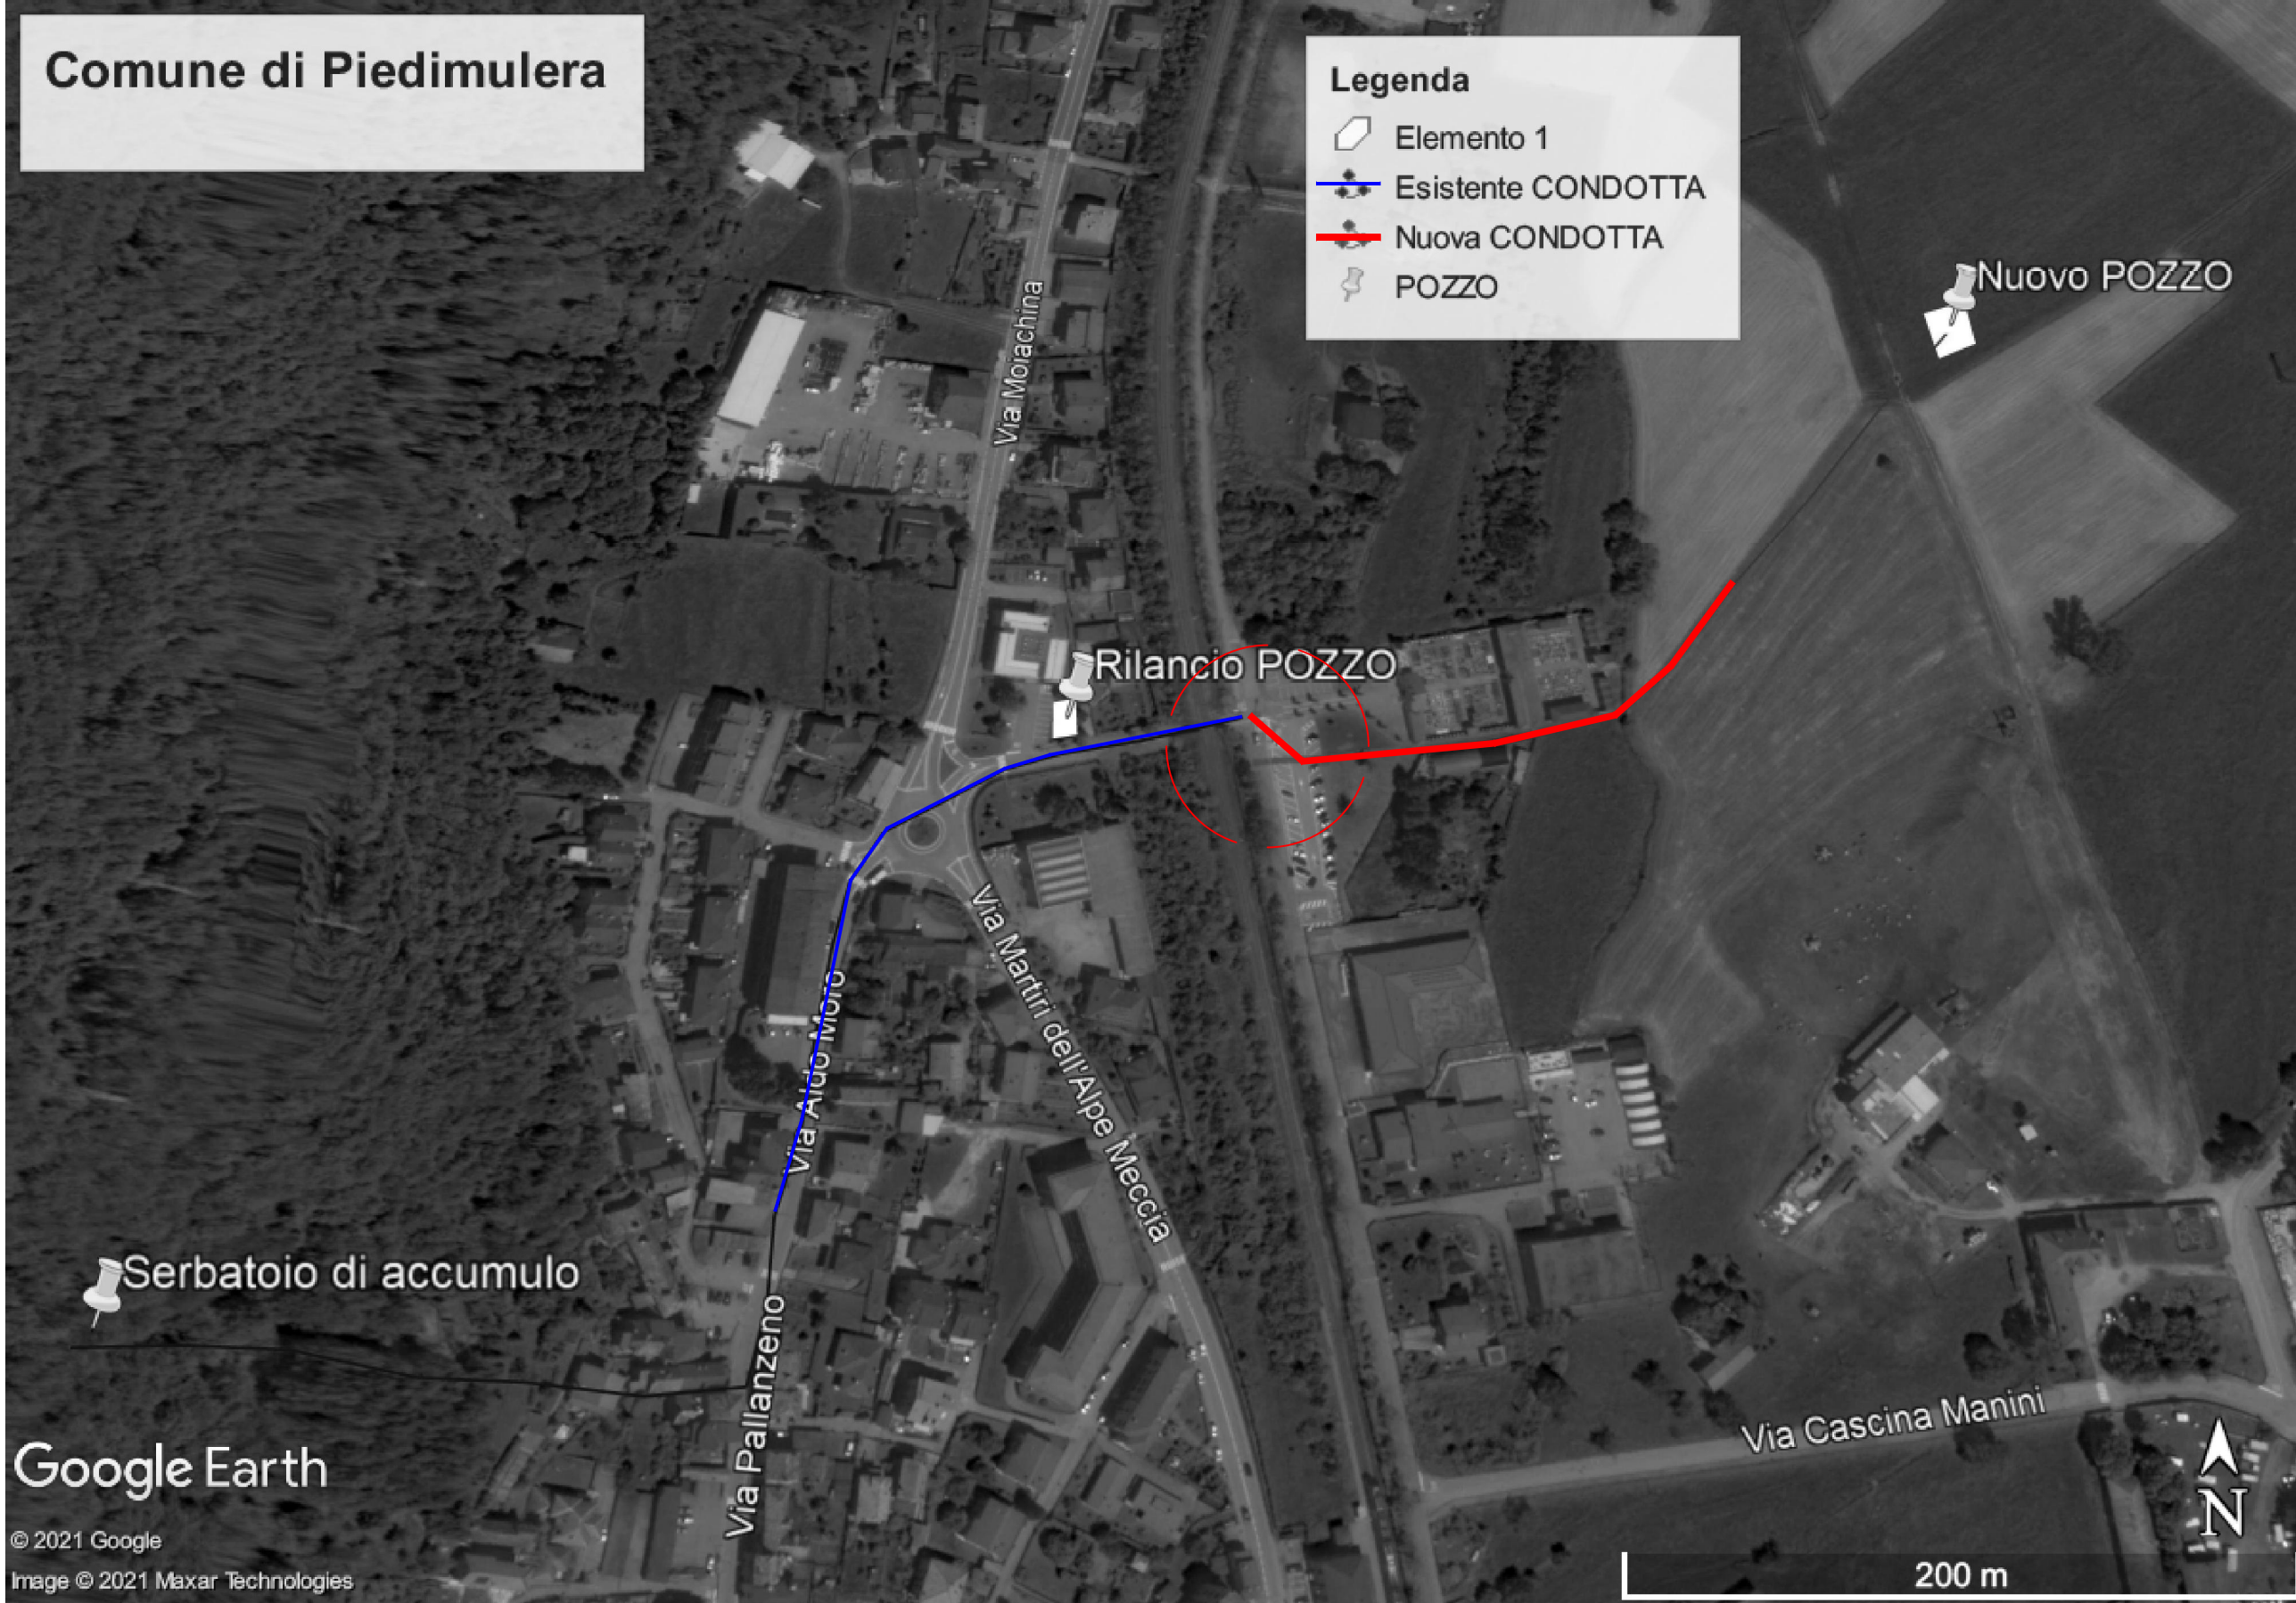 Comune di Piedimulera
Legenda
Elemento 1
Esistente CONDOTTA
Nuova CONDOTTA
POZZO
Nuovo POZZO
Via Moiachina
Rilancio POZZO
Via Martiri dell'Alpe Meccia
Via Aldo Moro
Serbatoio di accumulo
Via Pallanzeno
Via Cascina Manini
Google Earth
N
© 2021 Google
Image © 2021 Maxar Technologies
200 m